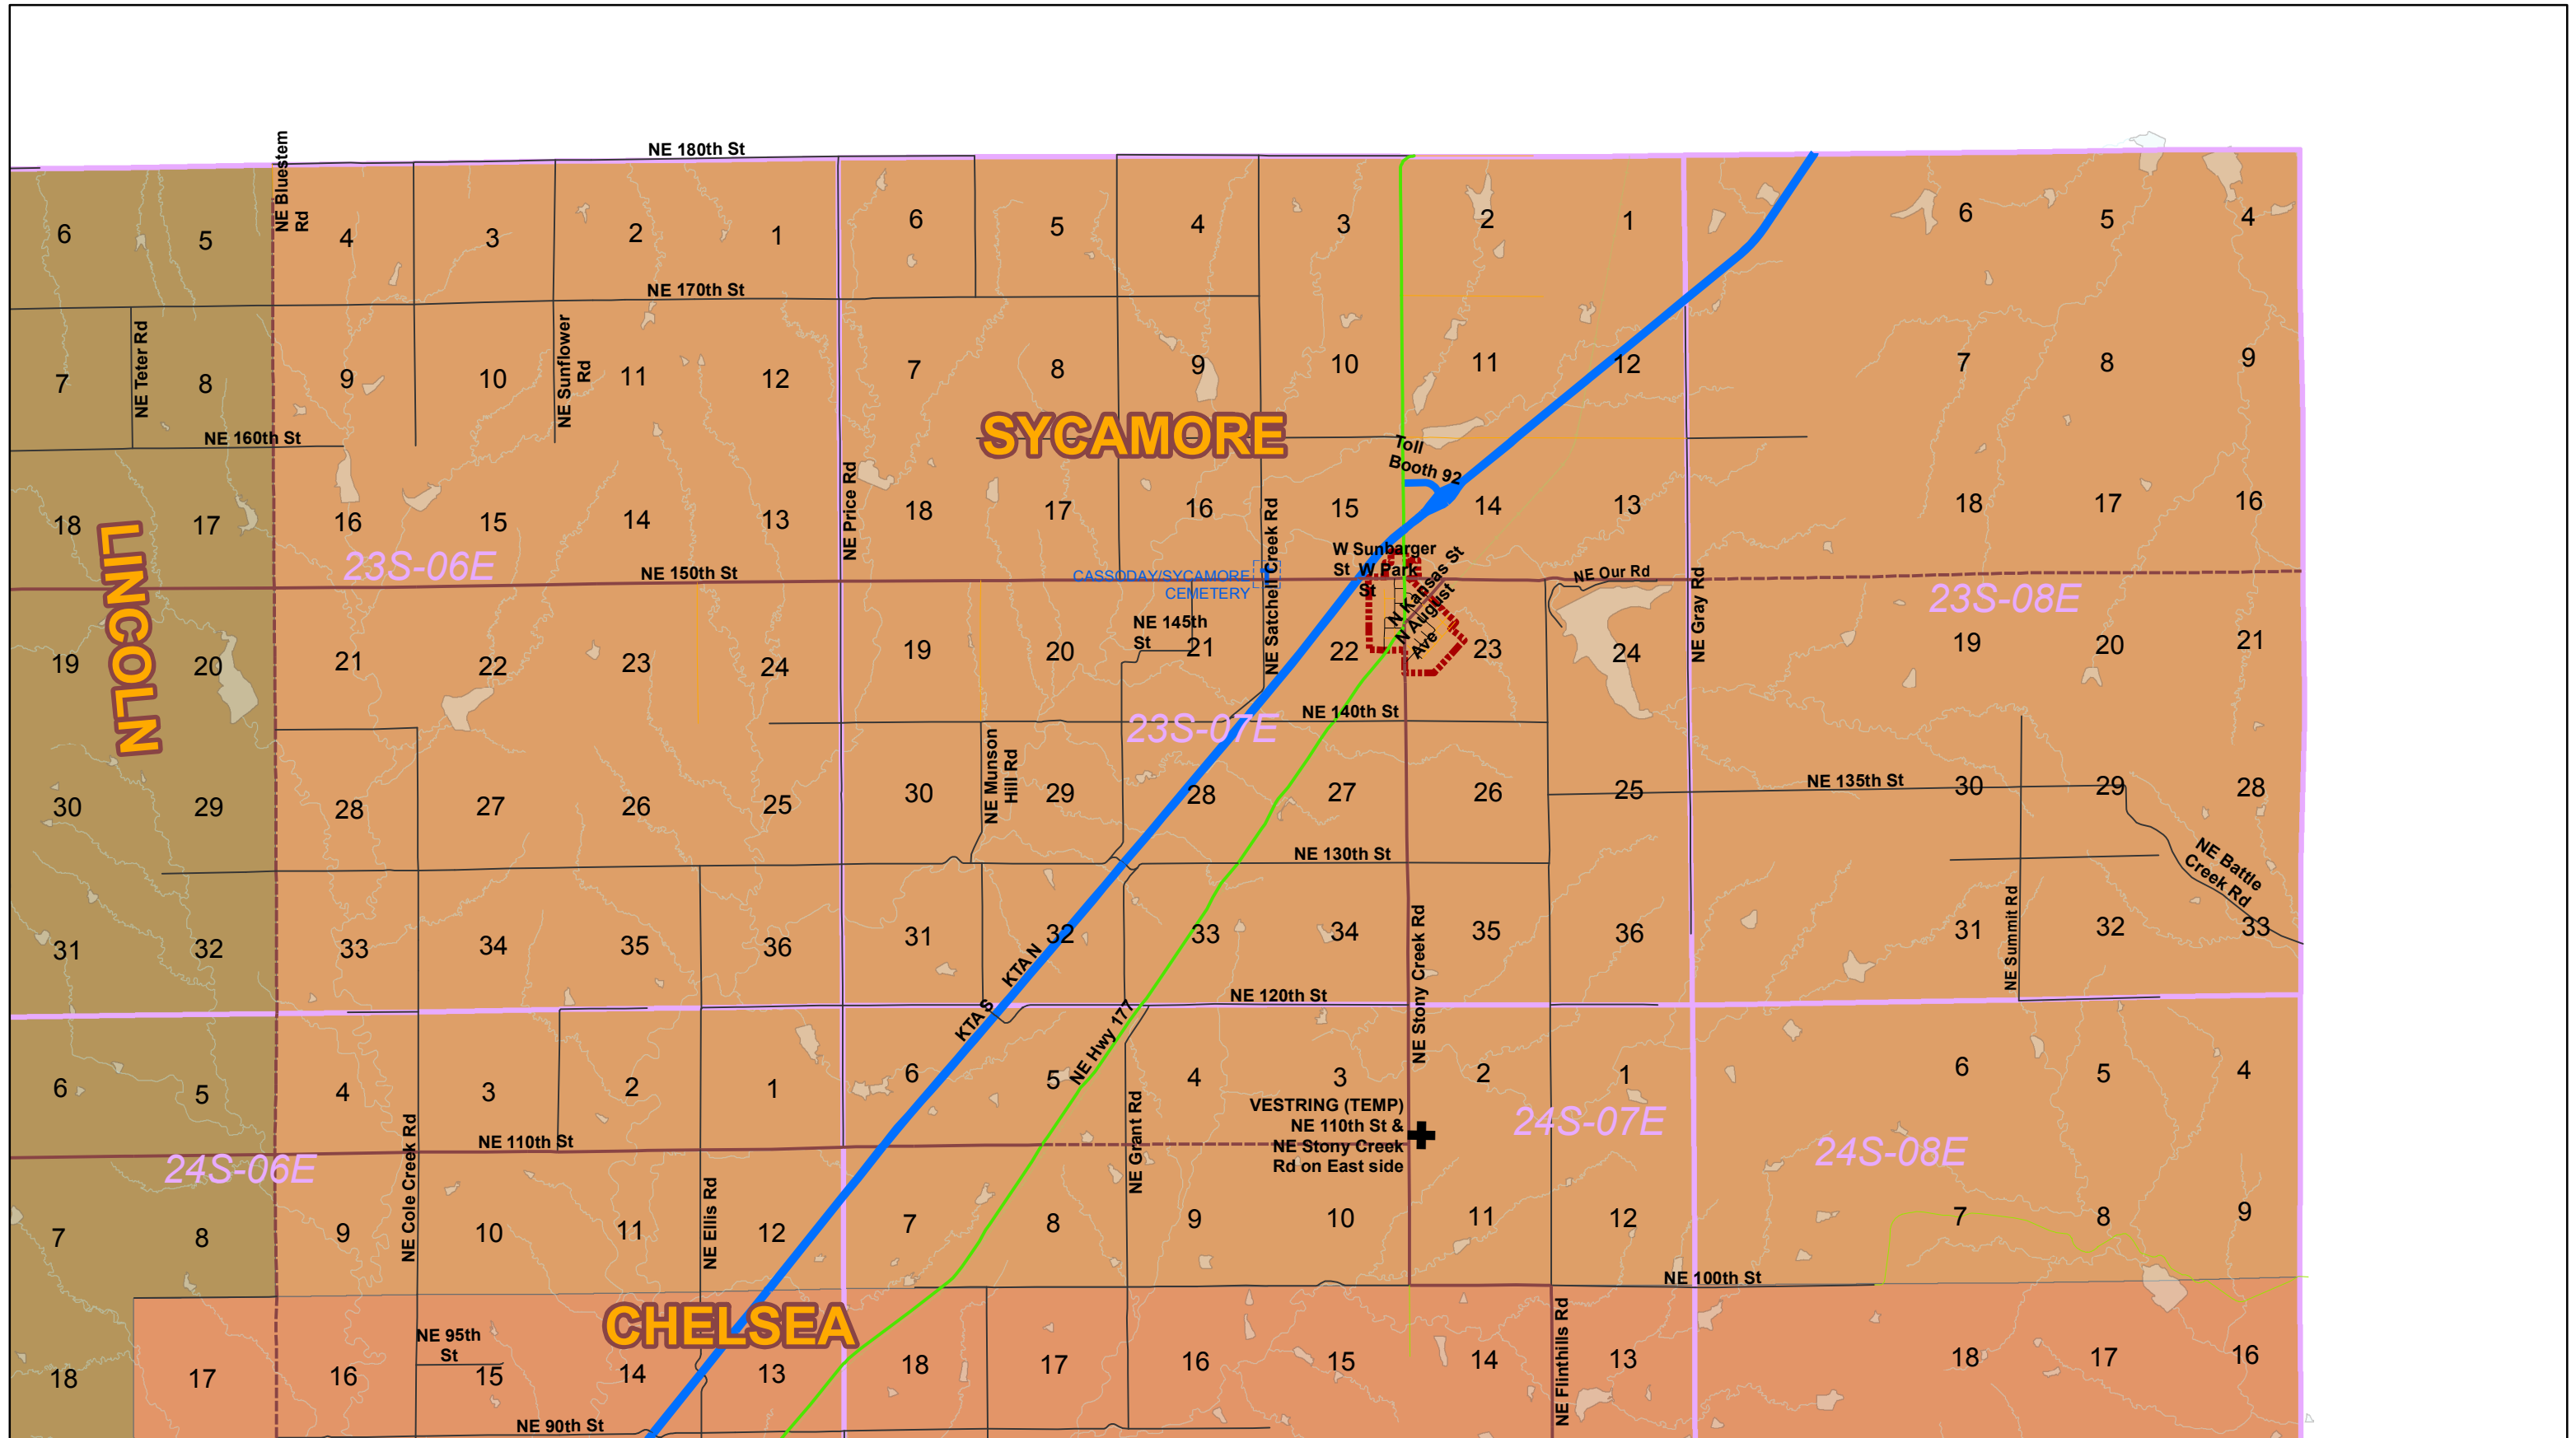 NE 180th St
NE Bluestem
Rd
6 5 4 3 2 1 6 5 4 3 2 1 6 5 4
NE 170th St
NE Teter Rd
NE Sunflower
Rd
7 8 9 10 11 12 7 8 9 10 11 12 7 8 9
NE 160th St
SYCAMORE
Toll
Booth 92
NE Price Rd
NE Satchell Creek Rd
18 17 16 15 14 13 18 17 16 15 14 13 18 17 16
LINCOLN
23S-06E
NE 150th St
CASSODAY/SYCAMORE
CEMETERY
W Sunbarger
St
W Park
St
N Kansas St
N August
Ave
NE Our Rd
NE Gray Rd
23S-08E
NE 145th
St
19 20 21 22 23 24 19 20 21 22 23 24 19 20 21
23S-07E
NE 140th St
NE Munson
Hill Rd
NE 135th St
30 29 28 27 26 25 30 29 28 27 26 25 30 29 28
NE 130th St
NE Battle
Creek Rd
31 32 33 34 35 36 31 32 33 34 35 36 31 32 33
KTA N
KTA S
NE Stony Creek Rd
NE Summit Rd
NE 120th St
NE Hwy 177
6 5 4 3 2 1 6 5 4 3 2 1 6 5 4
NE Cole Creek Rd
NE Grant Rd
VESTRING (TEMP)
NE 110th St &
NE Stony Creek
Rd on East side
24S-07E
24S-08E
NE 110th St
24S-06E
NE Ellis Rd
7 8 9 10 11 12 7 8 9 10 11 12 7 8 9
NE 100th St
CHELSEA
NE Flinthills Rd
NE 95th
St
18 17 16 15 14 13 18 17 16 15 14 13 18 17 16
NE 90th St